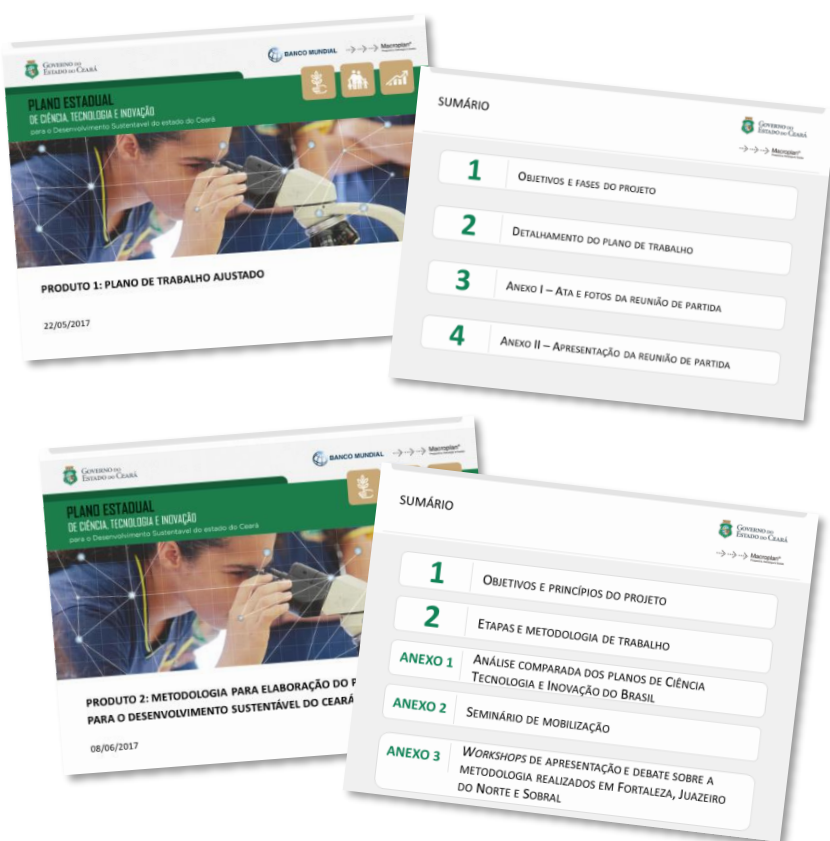 GOVERNO DO
ESTADO DO CEARÁ
BANCO MUNDIAL
Macroplan®
PLANO ESTADUAL
DE CIÊNCIA, TECNOLOGIA E INOVAÇÃO
para o Desenvolvimento Sustentável do estado do Ceará
PRODUTO 1: PLANO DE TRABALHO AJUSTADO
22/05/2017
SUMÁRIO
GOVERNO DO
ESTADO DO CEARÁ
Macroplan®
1 OBJETIVOS E FASES DO PROJETO
2 DETALHAMENTO DO PLANO DE TRABALHO
3 ANEXO I – ATA E FOTOS DA REUNIÃO DE PARTIDA
4 ANEXO II – APRESENTAÇÃO DA REUNIÃO DE PARTIDA
GOVERNO DO
ESTADO DO CEARÁ
BANCO MUNDIAL
Macroplan®
PLANO ESTADUAL
DE CIÊNCIA, TECNOLOGIA E INOVAÇÃO
para o Desenvolvimento Sustentável do estado do Ceará
PRODUTO 2: METODOLOGIA PARA ELABORAÇÃO DO
PARA O DESENVOLVIMENTO SUSTENTÁVEL DO CEARÁ
08/06/2017
SUMÁRIO
GOVERNO DO
ESTADO DO CEARÁ
Macroplan®
1 OBJETIVOS E PRINCÍPIOS DO PROJETO
2 ETAPAS E METODOLOGIA DE TRABALHO
ANEXO 1 ANÁLISE COMPARADA DOS PLANOS DE CIÊNCIA
TECNOLOGIA E INOVAÇÃO DO BRASIL
ANEXO 2 SEMINÁRIO DE MOBILIZAÇÃO
ANEXO 3 WORKSHOPS DE APRESENTAÇÃO E DEBATE SOBRE A
METODOLOGIA REALIZADOS EM FORTALEZA, JUAZEIRO
DO NORTE E SOBRAL